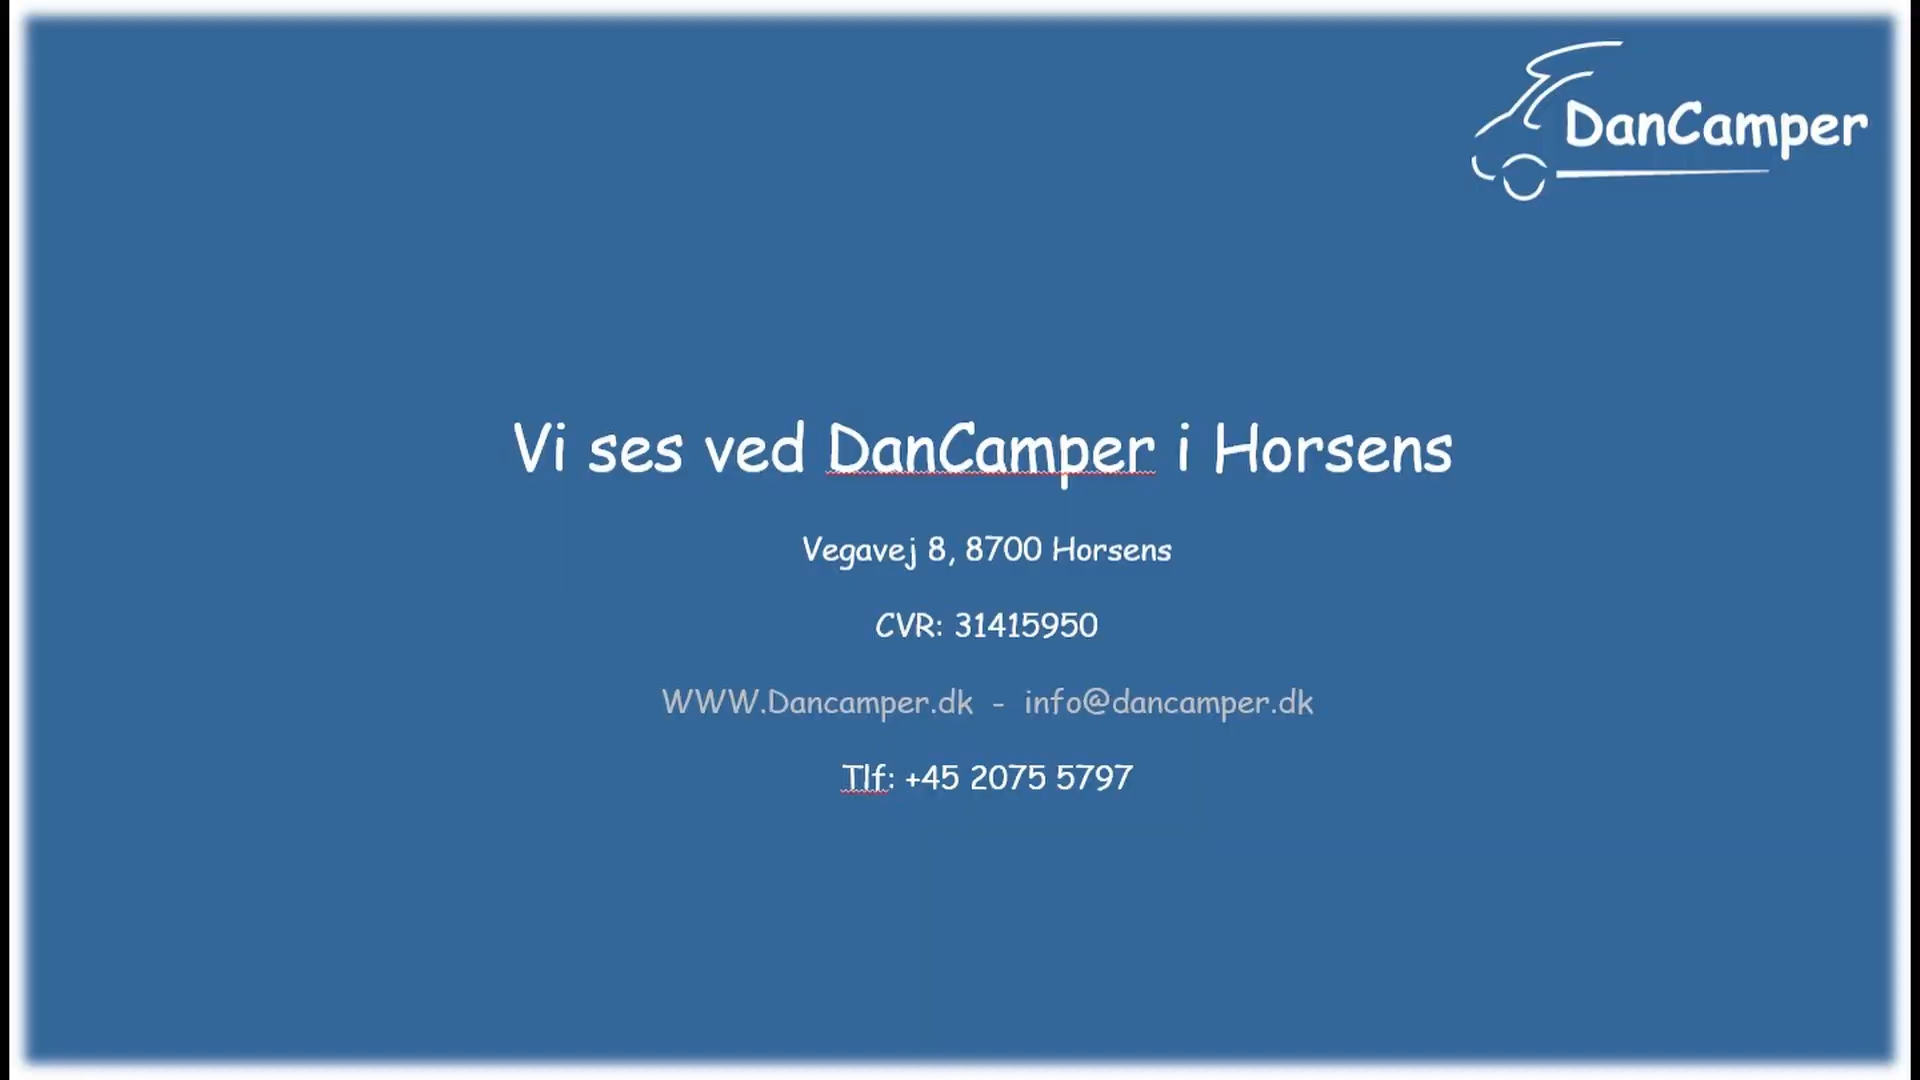 DanCamper
Vi ses ved DanCamper i Horsens
Vegavej 8, 8700 Horsens
CVR: 31415950
WWW.Dancamper.dk - info@dancamper.dk
Tlf: +45 2075 5797